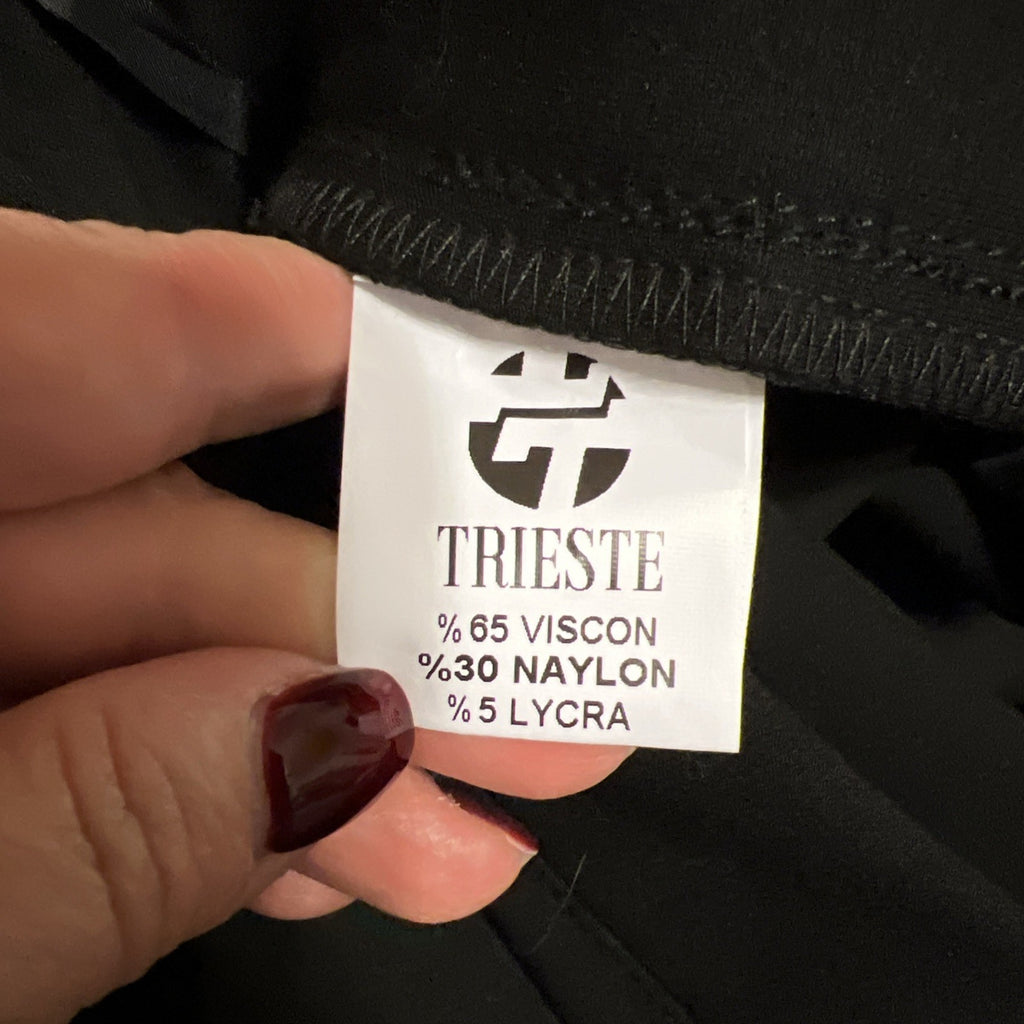 TRIESTE
% 65 VISCON
%30 NAYLON
% 5 LYCRA